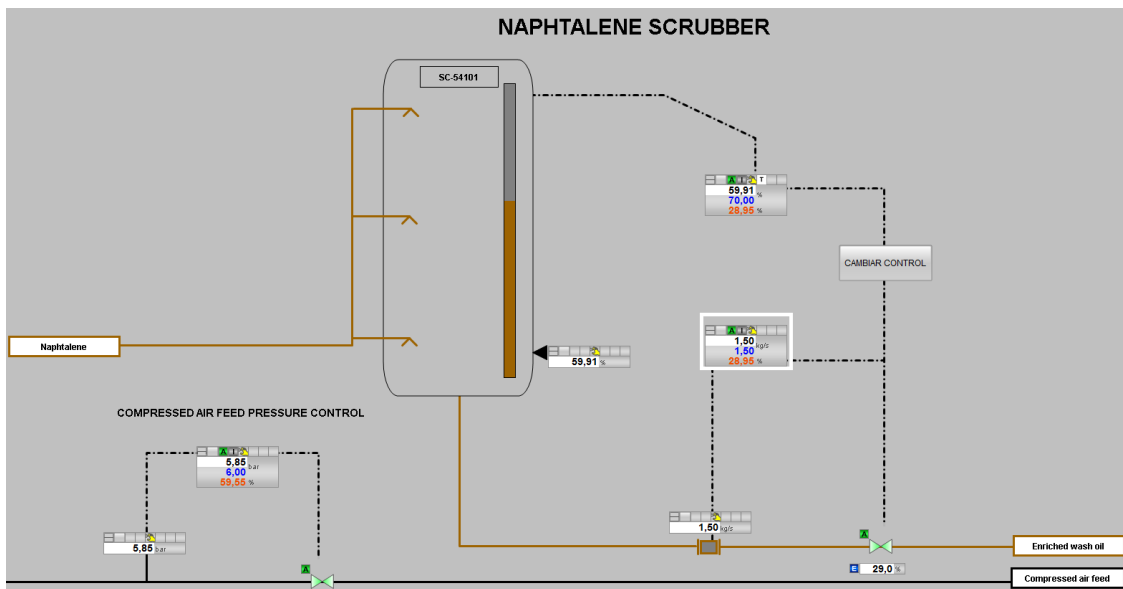 NAPHTALENE SCRUBBER
SC-54101
A I T
59,91 %
70,00
28,95 %
CAMBIAR CONTROL
A I
1,50 kg/s
1,50
28,95 %
Naphtalene
59,91 %
COMPRESSED AIR FEED PRESSURE CONTROL
A I
5,85 bar
6,00
59,55 %
1,50 kg/s
A
Enriched wash oil
5,85 bar
E 29,0 %
A
Compressed air feed